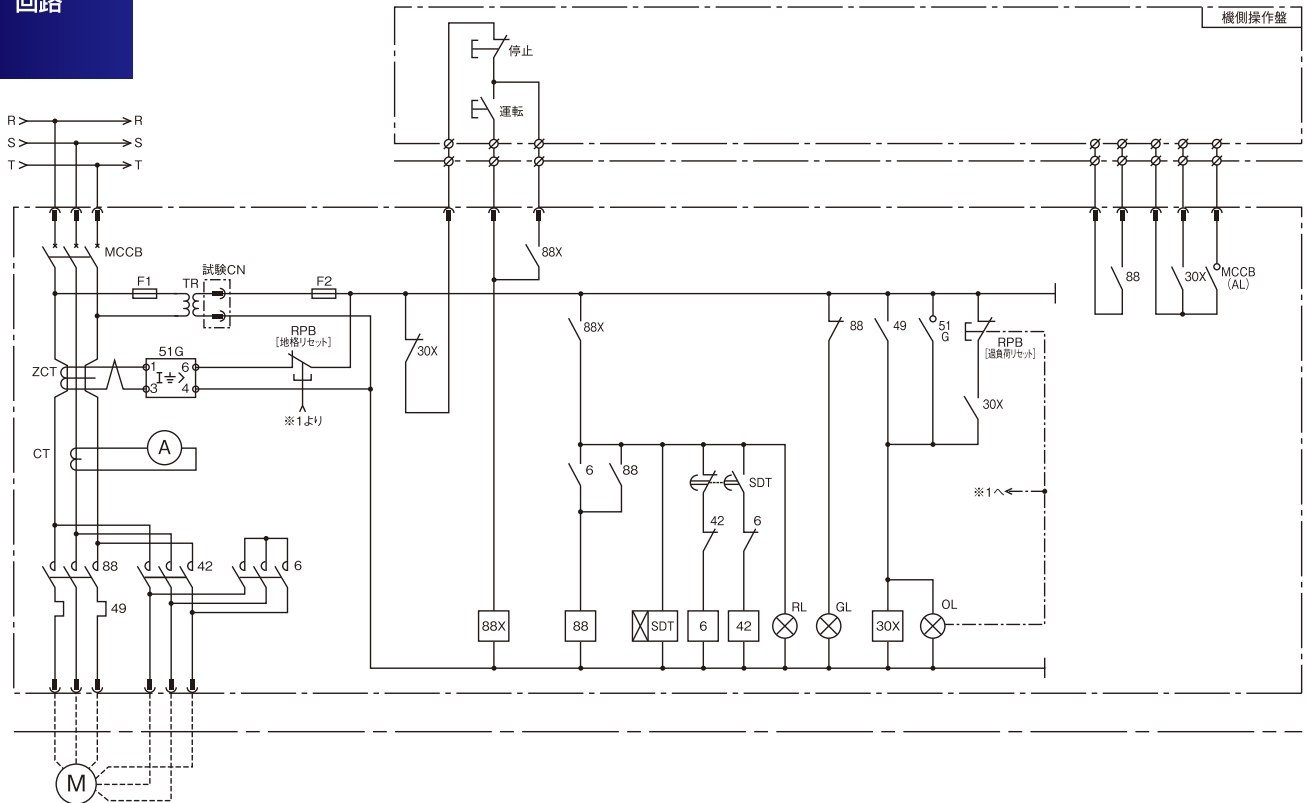 回路
機側操作盤
停止
運転
R
R
S
S
T
T
MCCB
F1
TR
試験CN
F2
88X
88
30X
MCCB
(AL)
51G
1
6
I
>
3
4
RPB
[地格リセット]
※1より
30X
88X
88
49
51
G
RPB
[過負荷リセット]
30X
ZCT
CT
A
6
88
SDT
※1へ
42
6
88
42
6
49
88X
88
SDT
6
42
RL
GL
30X
OL
M